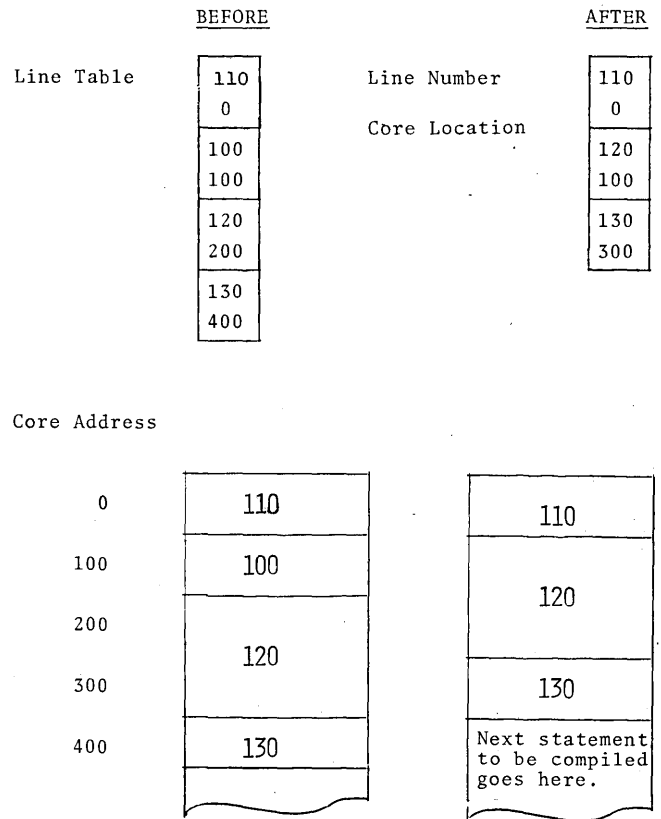 BEFORE AFTER
Line Table 110 Line Number 110
0 0
Core Location
100 120
100 100
120 130
200 300
130
400
Core Address
0 110 110
100 100
120
200
120
300 130
400 130
Next statement
to be compiled
goes here.